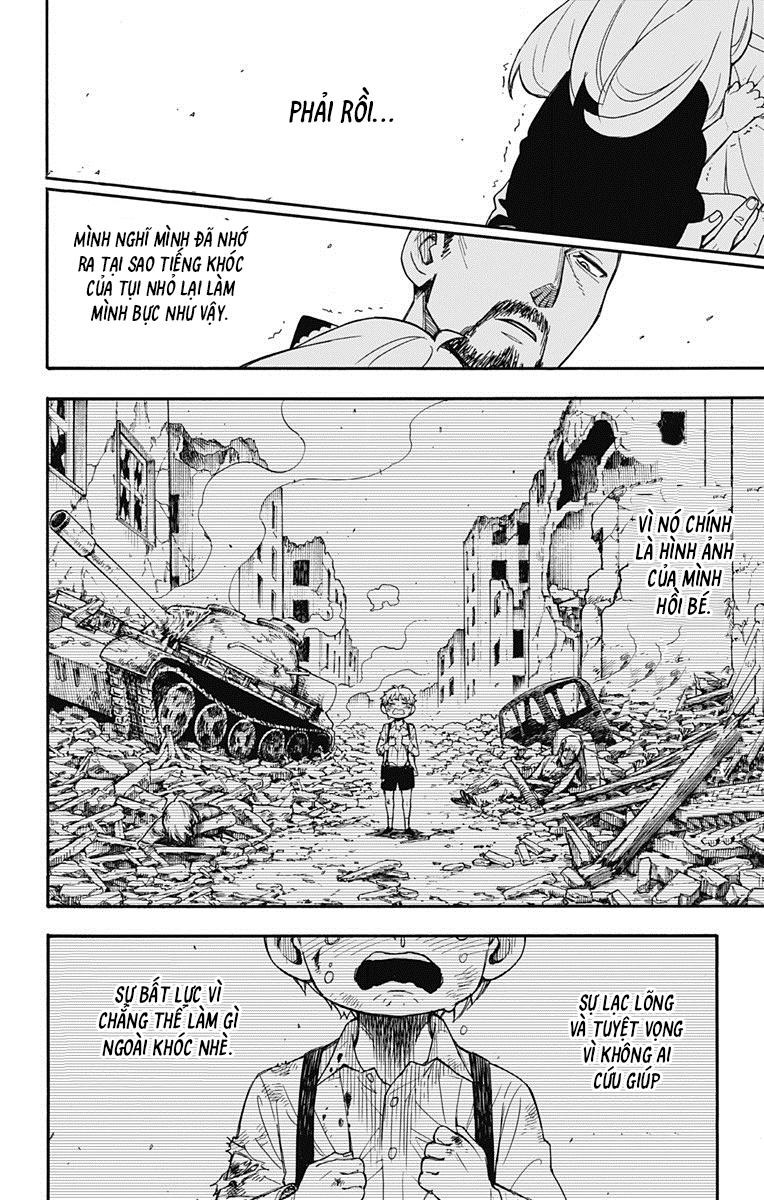 PHẢI RỒI...
MÌNH NGHĨ MÌNH ĐÃ NHỚ
RA TẠI SAO TIẾNG KHÓC
CỦA TỤI NHỎ LẠI LÀM
MÌNH BỰC NHƯ VẬY.
VÌ NÓ CHÍNH
LÀ HÌNH ẢNH
CỦA MÌNH
HỒI BÉ.
SỰ LẠC LÕNG
VÀ TUYỆT VỌNG
VÌ KHÔNG AI
CỨU GIÚP
SỰ BẤT LỰC VÌ
CHẲNG THỂ LÀM GÌ
NGOÀI KHÓC NHÈ.